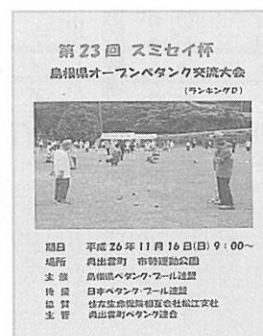 第23回 スミセイ杯
島根県オープンペタンク交流大会
(ランキングD)
期日 平成26年11月16日(日) 9:00~
場所 奥出雲町 布勢運動公園
主催 島根県ペタンク・ブール連盟
後援 日本ペタンク・ブール連盟
協賛 住友生命保険相互会社松江支社
主管 奥出雲町ペタンク連合